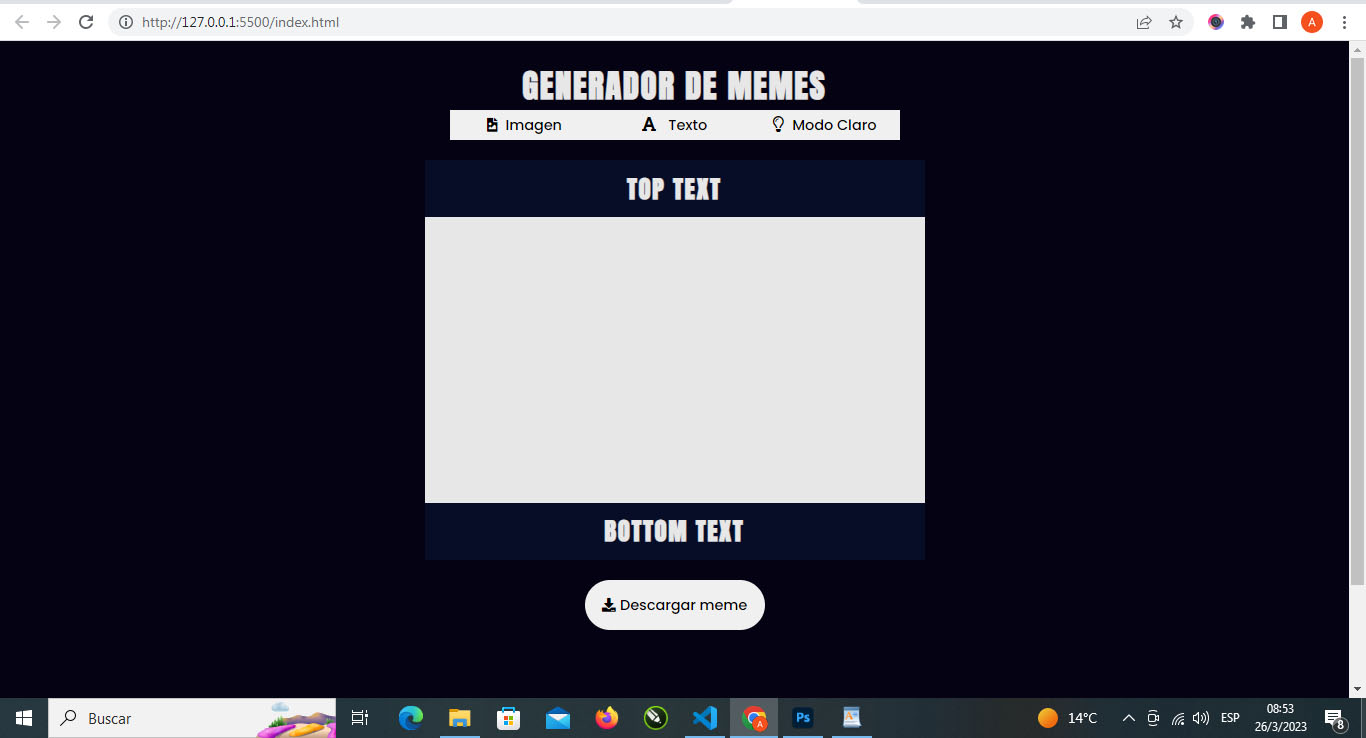 http://127.0.0.1:5500/index.html
A
GENERADOR DE MEMES
Imagen
A Texto
Modo Claro
TOP TEXT
BOTTOM TEXT
Descargar meme
Buscar
A
Ps
14°C
ESP
08:53
26/3/2023
8